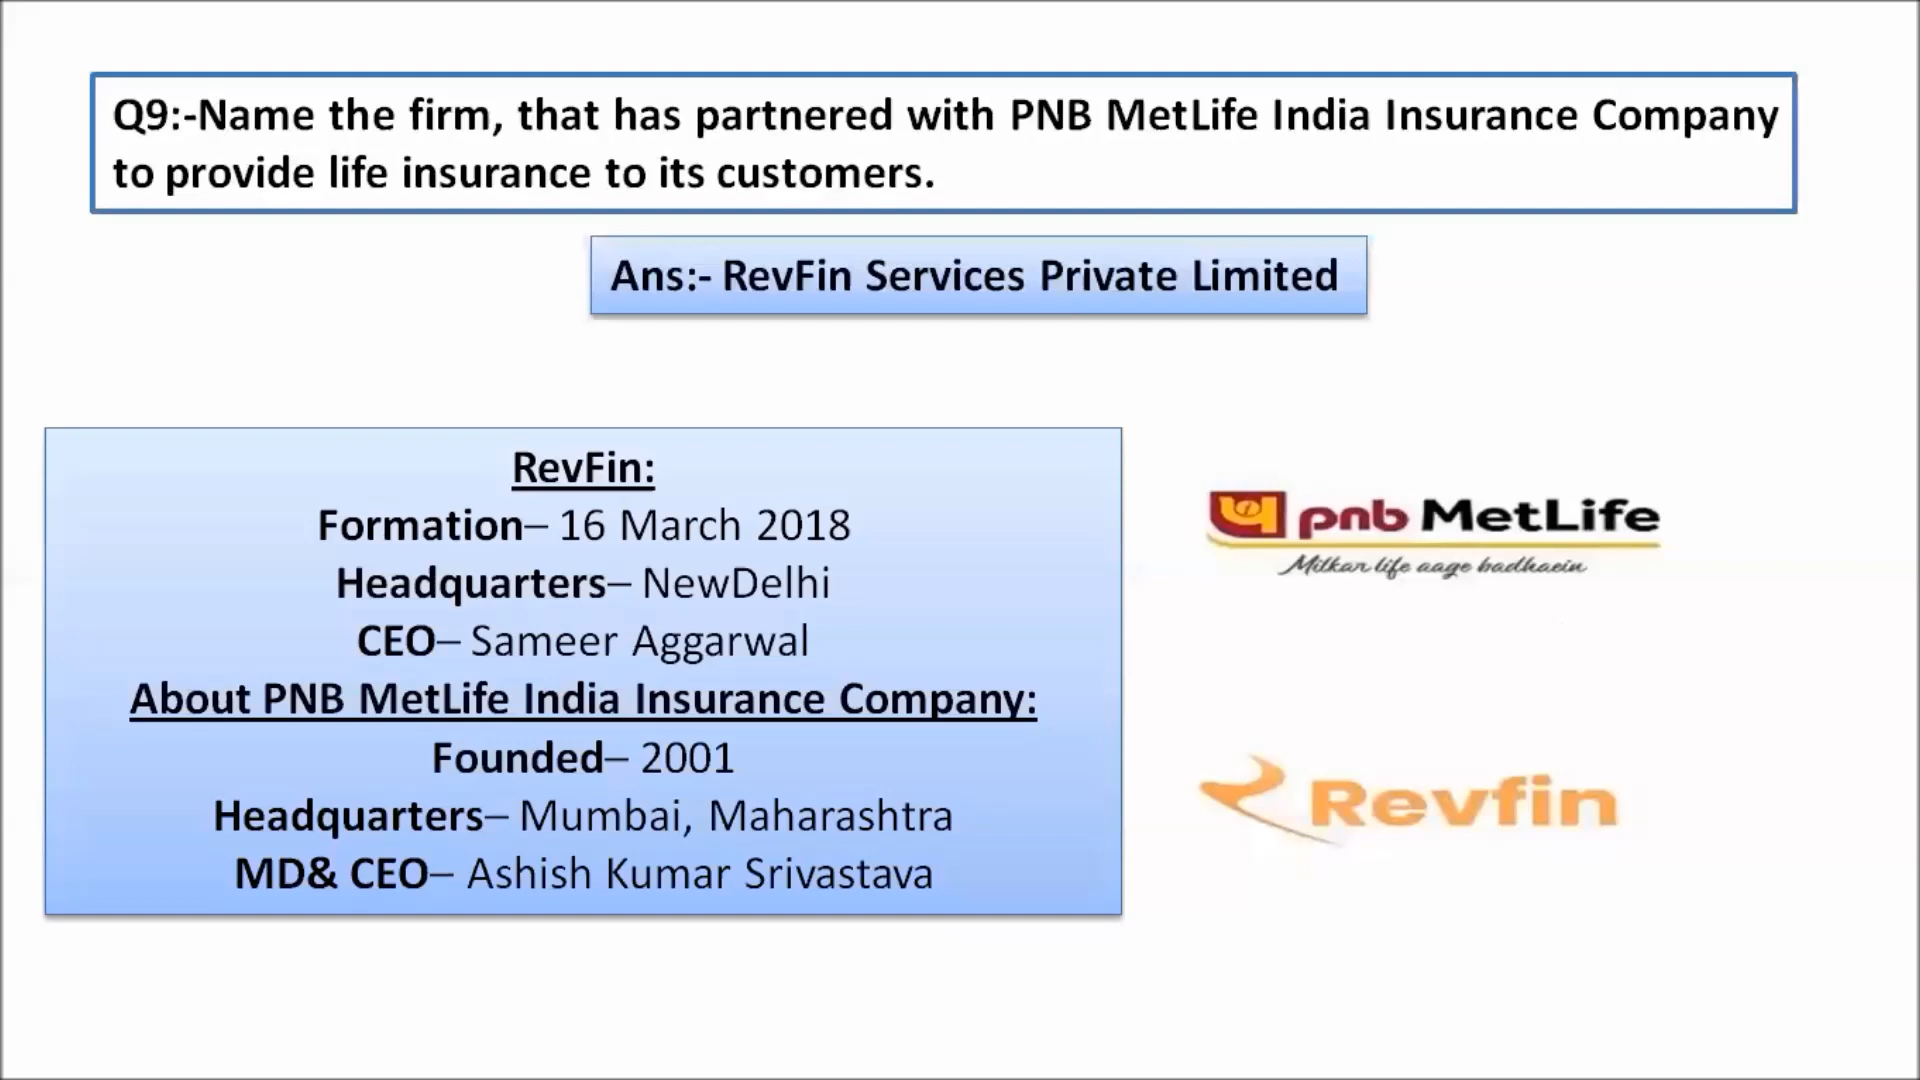 Q9:-Name the firm, that has partnered with PNB MetLife India Insurance Company
to provide life insurance to its customers.
Ans:- RevFin Services Private Limited
RevFin:
Formation– 16 March 2018
Headquarters– NewDelhi
CEO– Sameer Aggarwal
About PNB MetLife India Insurance Company:
Founded– 2001
Headquarters– Mumbai, Maharashtra
MD& CEO– Ashish Kumar Srivastava
pnb MetLife
Milkar life aage badhaein
Revfin